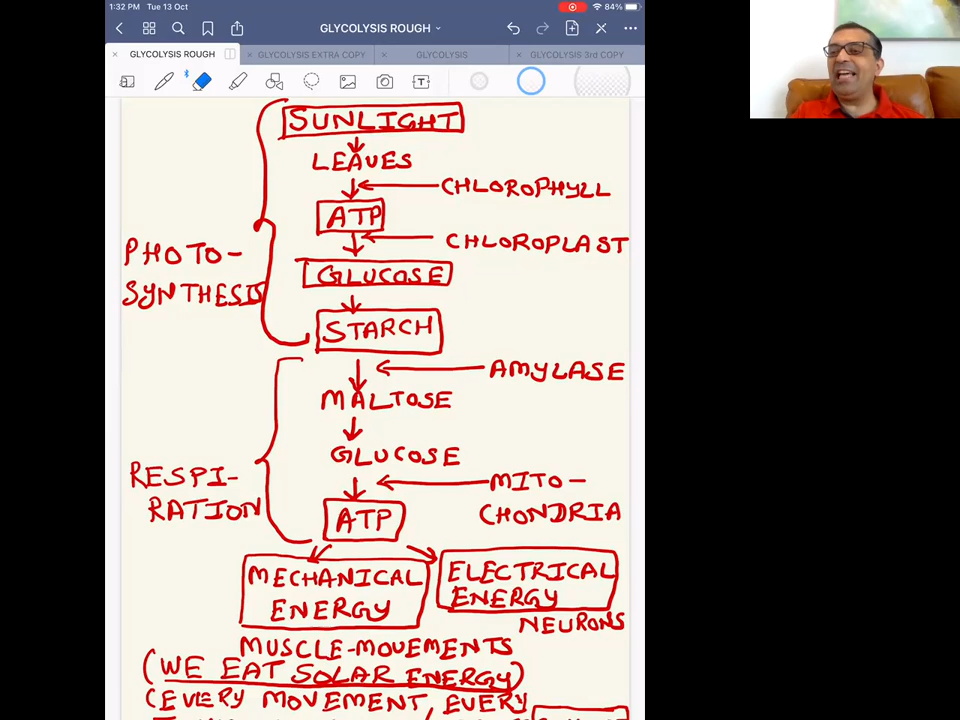 1:32 PM Tue 13 Oct
84%
GLYCOLYSIS ROUGH
GLYCOLYSIS ROUGH
GLYCOLYSIS EXTRA COPY
GLYCOLYSIS
GLYCOLYSIS 3rd COPY
SUNLIGHT
LEAVES
CHLOROPHYLL
ATP
CHLOROPLAST
PHOTO-
SYNTHESIS
GLUCOSE
STARCH
AMYLASE
MALTOSE
GLUCOSE
RESPI-
RATION
MITO-
CHONDRIA
ATP
MECHANICAL
ENERGY
ELECTRICAL
ENERGY
NEURONS
MUSCLE-MOVEMENTS
(WE EAT SOLAR ENERGY)
(EVERY MOVEMENT, EVERY